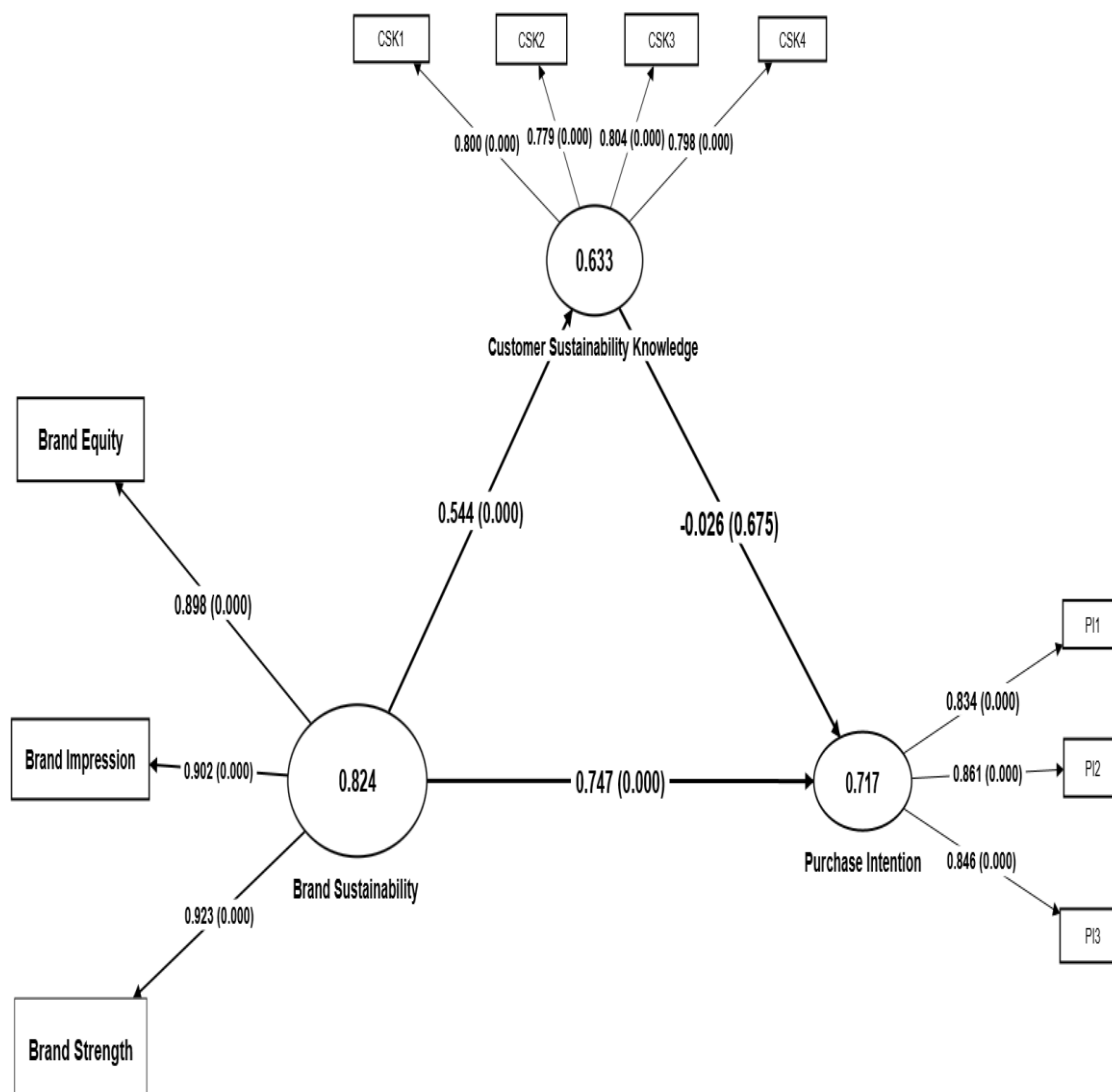 CSK1
CSK2
CSK3
CSK4
0.800 (0.000)
0.779 (0.000)
0.804 (0.000)
0.798 (0.000)
0.633
Customer Sustainability Knowledge
Brand Equity
0.544 (0.000)
-0.026 (0.675)
0.898 (0.000)
PI1
0.834 (0.000)
Brand Impression
0.902 (0.000)
0.824
0.747 (0.000)
0.717
0.861 (0.000)
PI2
Purchase Intention
0.846 (0.000)
Brand Sustainability
0.923 (0.000)
PI3
Brand Strength